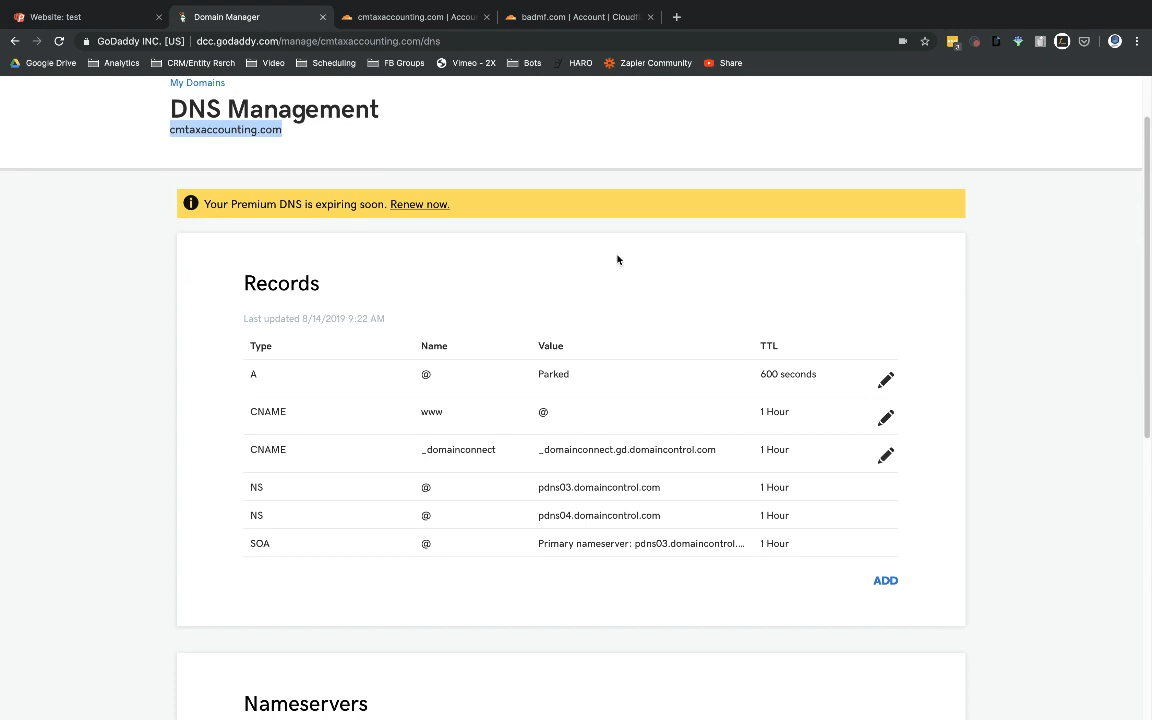 Website: test
Domain Manager
cmtaxaccounting.com | Accou
badmf.com | Account | Cloudf
GoDaddy INC. [US] | dcc.godaddy.com/manage/cmtaxaccounting.com/dns
Google Drive Analytics CRM/Entity Rsrch Video Scheduling FB Groups Vimeo - 2X Bots HARO Zapier Community Share
My Domains
DNS Management
cmtaxaccounting.com
Your Premium DNS is expiring soon. Renew now.
Records
Last updated 8/14/2019 9:22 AM
Type Name Value TTL
A @ Parked 600 seconds
CNAME www @ 1 Hour
CNAME _domainconnect _domainconnect.gd.domaincontrol.com 1 Hour
NS @ pdns03.domaincontrol.com 1 Hour
NS @ pdns04.domaincontrol.com 1 Hour
SOA @ Primary nameserver: pdns03.domaincontrol.... 1 Hour
ADD
Nameservers